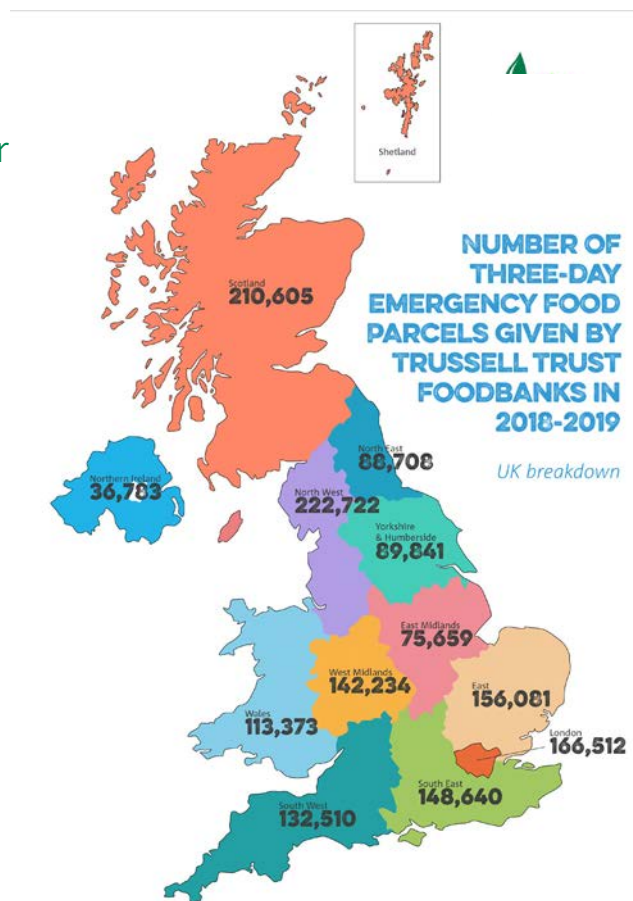 Shetland
r
NUMBER OF
THREE-DAY
EMERGENCY FOOD
PARCELS GIVEN BY
TRUSSELL TRUST
FOODBANKS IN
2018-2019
UK breakdown
Scotland
210,605
North East
88,708
Northern Ireland
36,783
North West
222,722
Yorkshire
& Humberside
89,841
East Midlands
75,659
West Midlands
142,234
East
156,081
Wales
113,373
London
166,512
South East
148,640
South West
132,510